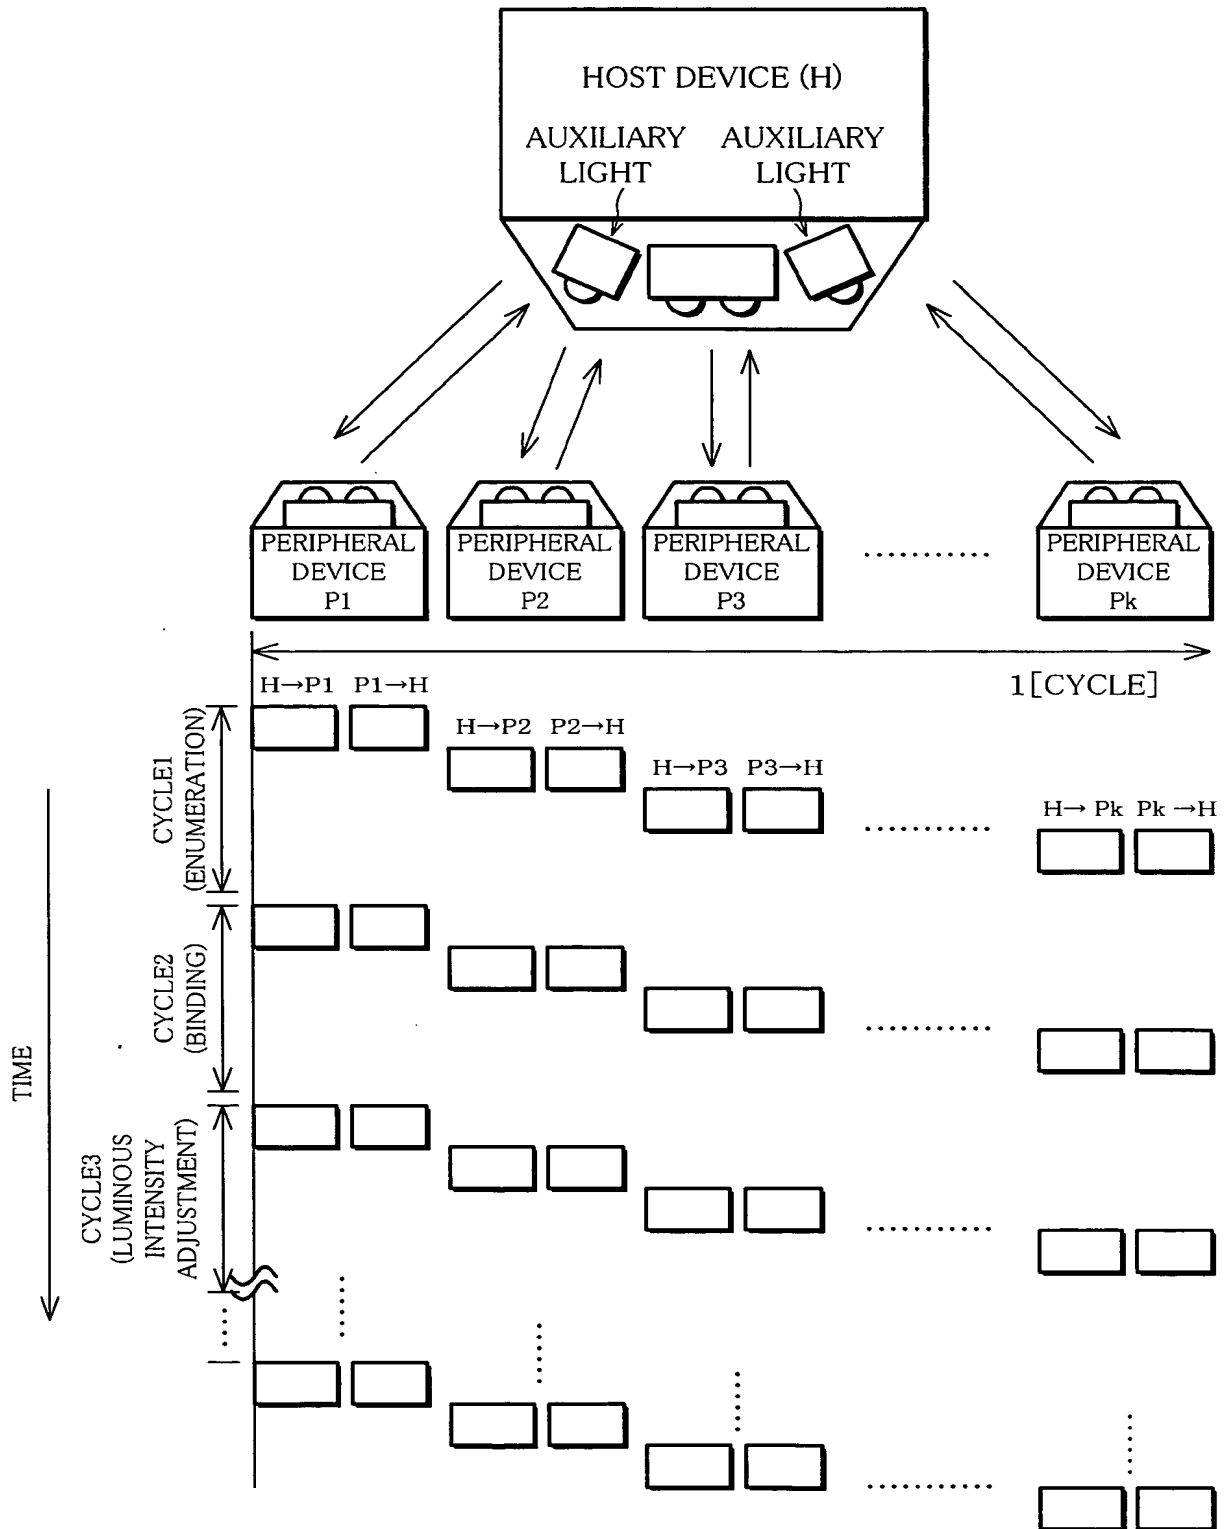 HOST DEVICE (H)
AUXILIARY LIGHT
AUXILIARY LIGHT
PERIPHERAL DEVICE P1
PERIPHERAL DEVICE P2
PERIPHERAL DEVICE P3
PERIPHERAL DEVICE Pk
1[CYCLE]
H→P1 P1→H
H→P2 P2→H
H→P3 P3→H
H→ Pk Pk →H
TIME
CYCLE1
(ENUMERATION)
CYCLE2
(BINDING)
CYCLE3
(LUMINOUS
INTENSITY
ADJUSTMENT)